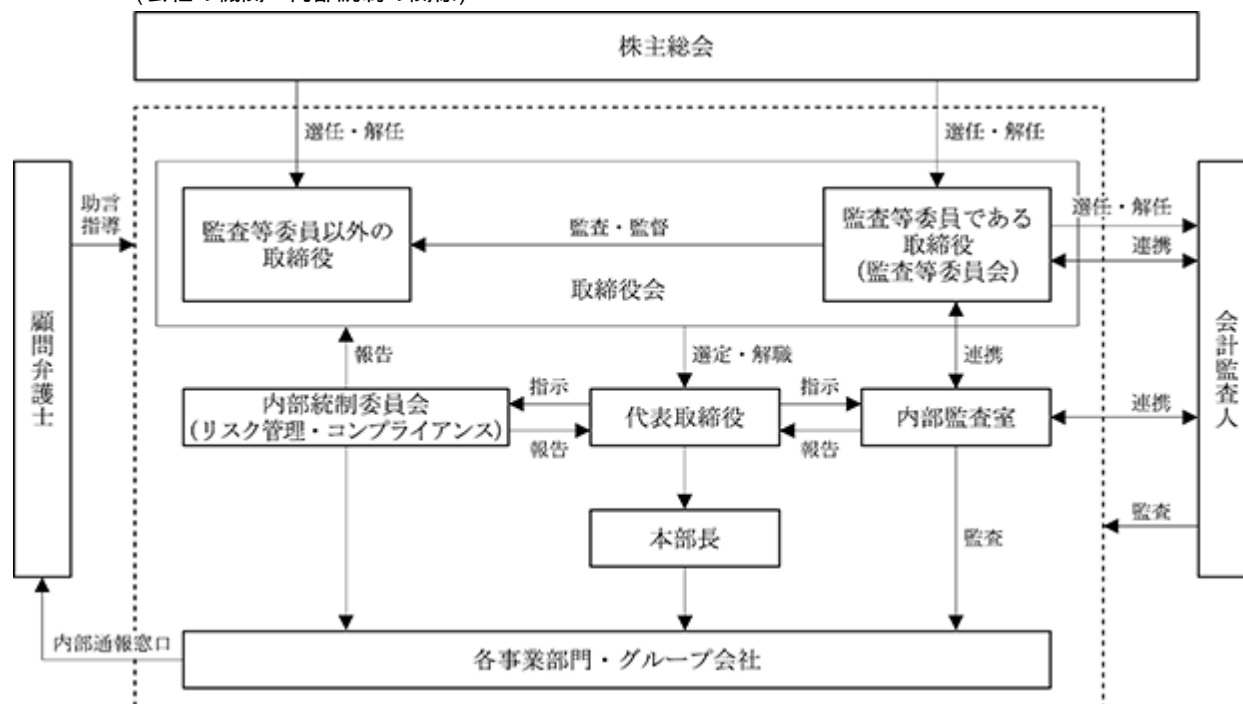 株主総会
選任・解任
選任・解任
助言
指導
監査等委員以外の
取締役
監査・監督
監査等委員である
取締役
(監査等委員会)
選任・解任
連携
取締役会
顧問弁護士
会計監査人
報告
選定・解職
連携
内部統制委員会
(リスク管理・コンプライアンス)
指示
報告
代表取締役
指示
報告
内部監査室
連携
本部長
監査
監査
内部通報窓口
各事業部門・グループ会社